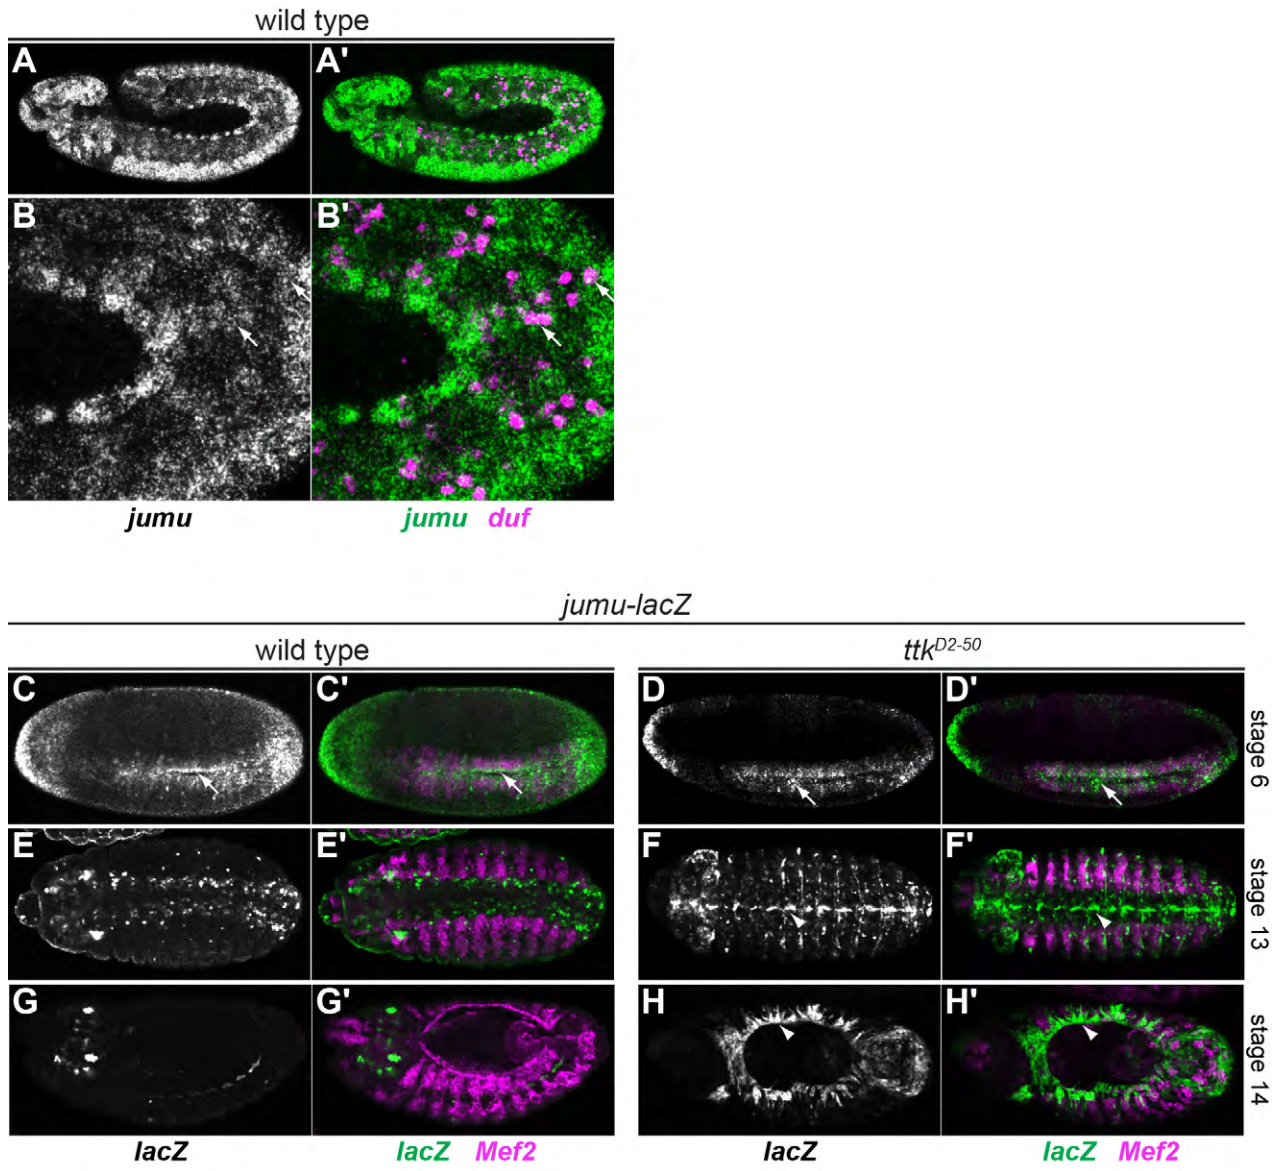 wild type
A A'
B B'
jumu jumu duf
jumu-lacZ
wild type ttkD2-50
C C' D D' stage 6
E E' F F' stage 13
G G' H H' stage 14
lacZ lacZ Mef2 lacZ lacZ Mef2